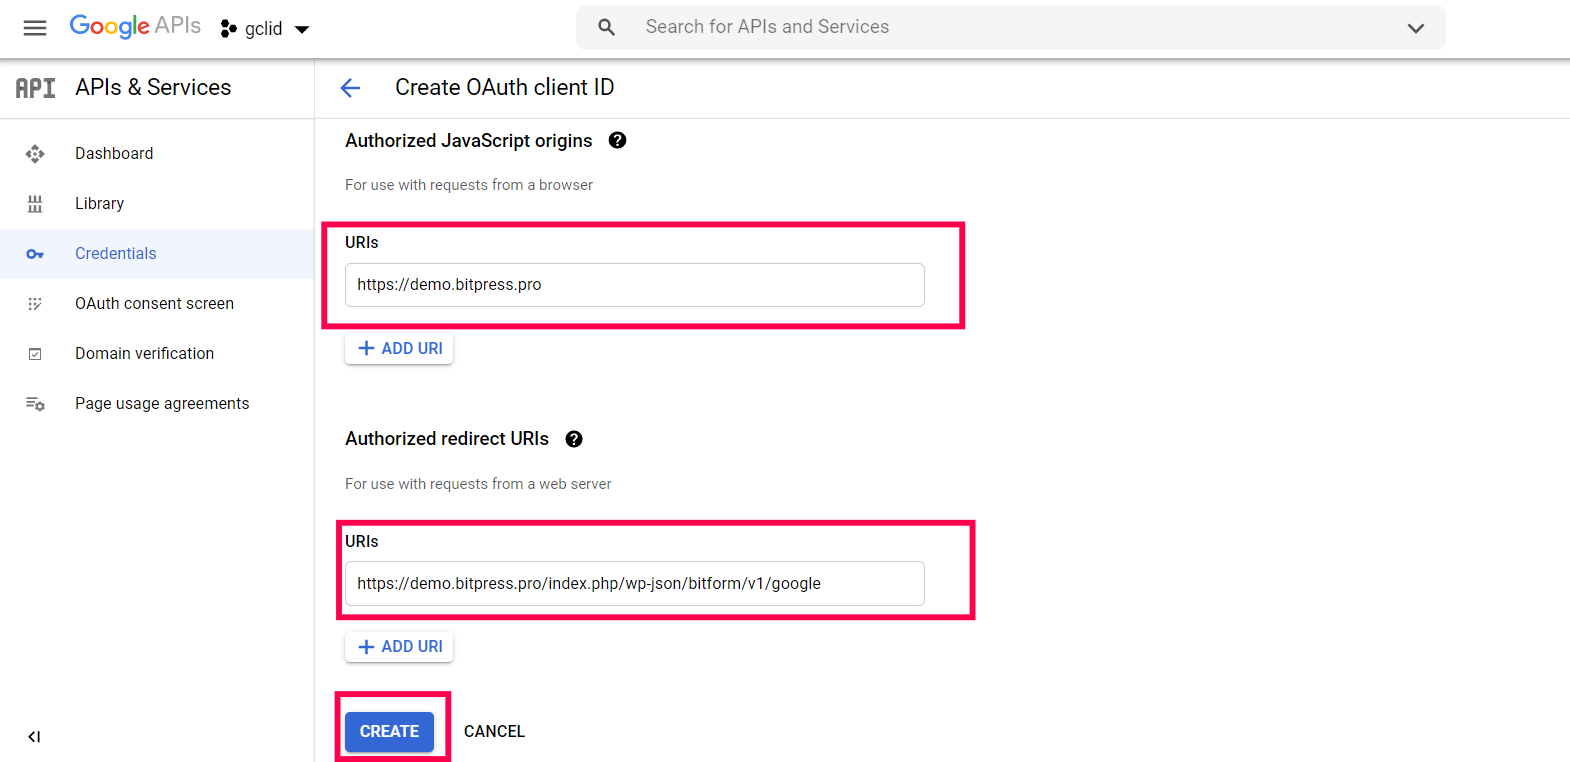 Google APIs
gclid
Search for APIs and Services
API
APIs & Services
Create OAuth client ID
Dashboard
Library
Credentials
OAuth consent screen
Domain verification
Page usage agreements
Authorized JavaScript origins
For use with requests from a browser
URIs
https://demo.bitpress.pro
ADD URI
Authorized redirect URIs
For use with requests from a web server
URIs
https://demo.bitpress.pro/index.php/wp-json/bitform/v1/google
ADD URI
CREATE CANCEL